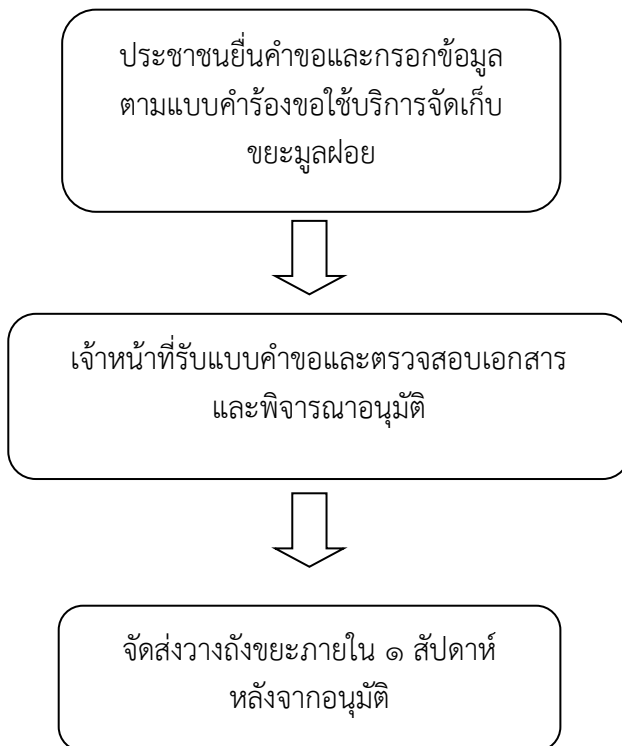 ประชาชนยื่นคำขอและกรอกข้อมูล
ตามแบบคำร้องขอใช้บริการจัดเก็บ
ขยะมูลฝอย
เจ้าหน้าที่รับแบบคำขอและตรวจสอบเอกสาร
และพิจารณาอนุมัติ
จัดส่งวางถังขยะภายใน ๑ สัปดาห์
หลังจากอนุมัติ